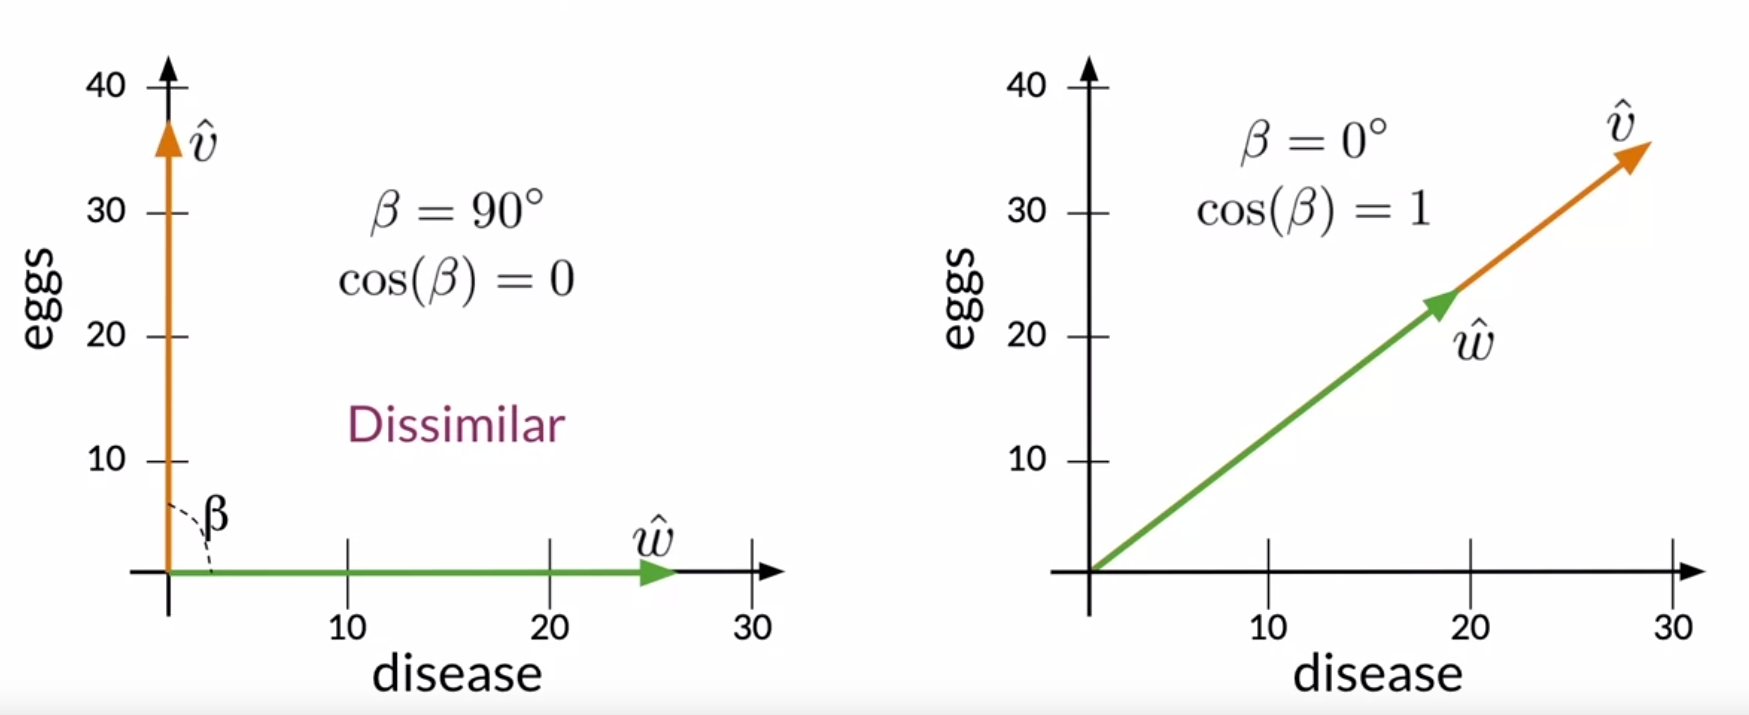 40
30
20
10
eggs
v̂
β = 90°
cos(β) = 0
Dissimilar
β
ŵ
10 20 30
disease
40
30
20
10
eggs
β = 0°
cos(β) = 1
v̂
ŵ
10 20 30
disease